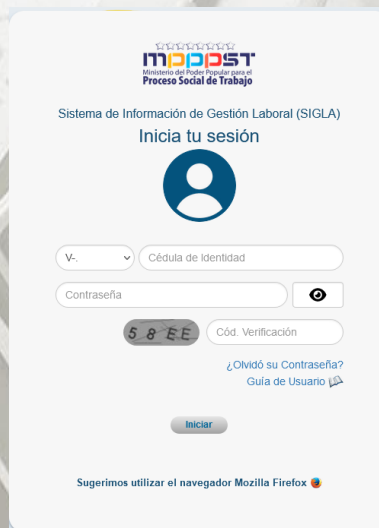 mpppst
Ministerio del Poder Popular para el
Proceso Social de Trabajo
Sistema de Información de Gestión Laboral (SIGLA)
Inicia tu sesión
V-.
Cédula de Identidad
Contraseña
58EE
Cód. Verificación
¿Olvidó su Contraseña?
Guía de Usuario
Iniciar
Sugerimos utilizar el navegador Mozilla Firefox